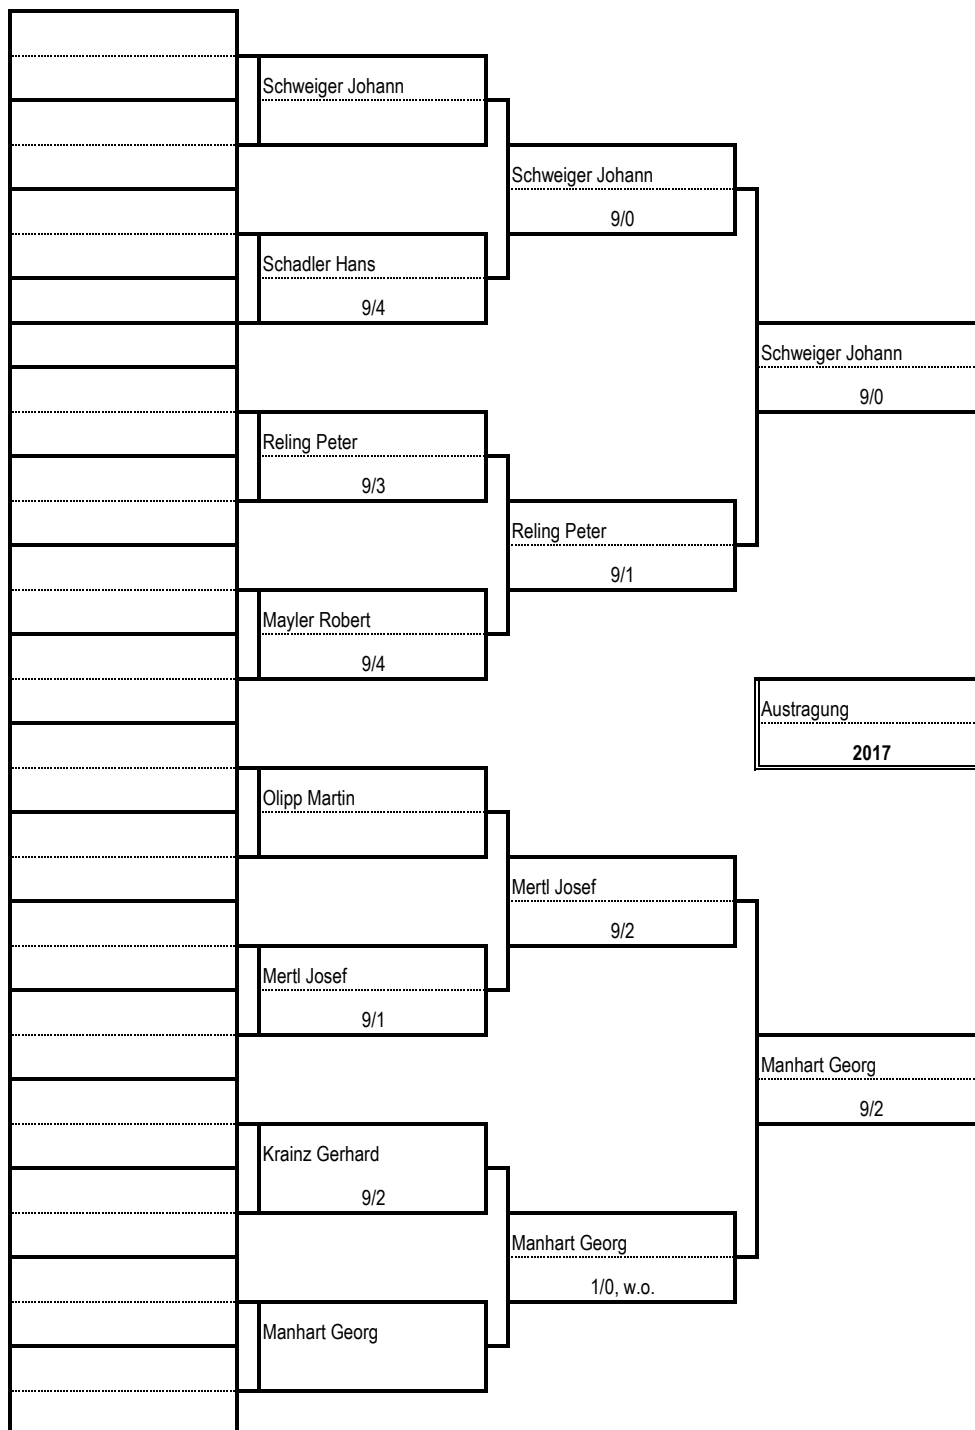 Schweiger Johann
Schweiger Johann
9/0
Schadler Hans
9/4
Schweiger Johann
9/0
Reling Peter
9/3
Reling Peter
9/1
Mayler Robert
9/4
Austragung
2017
Olipp Martin
Mertl Josef
9/2
Mertl Josef
9/1
Manhart Georg
9/2
Krainz Gerhard
9/2
Manhart Georg
1/0, w.o.
Manhart Georg